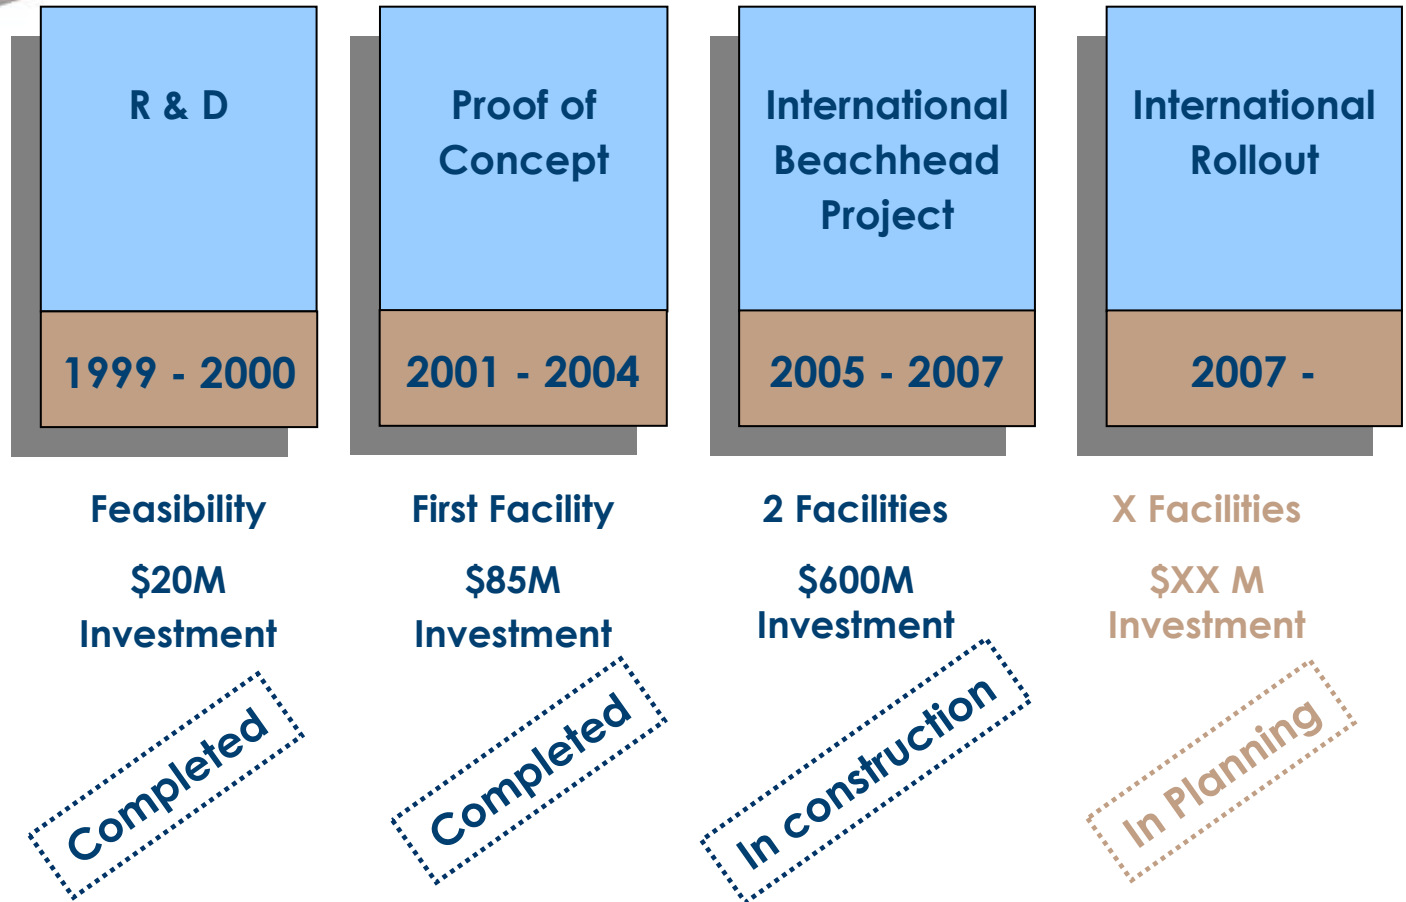 R & D
1999 - 2000
Feasibility
$20M
Investment
Completed
Proof of
Concept
2001 - 2004
First Facility
$85M
Investment
Completed
International
Beachhead
Project
2005 - 2007
2 Facilities
$600M
Investment
In construction
International
Rollout
2007 -
X Facilities
$XX M
Investment
In Planning